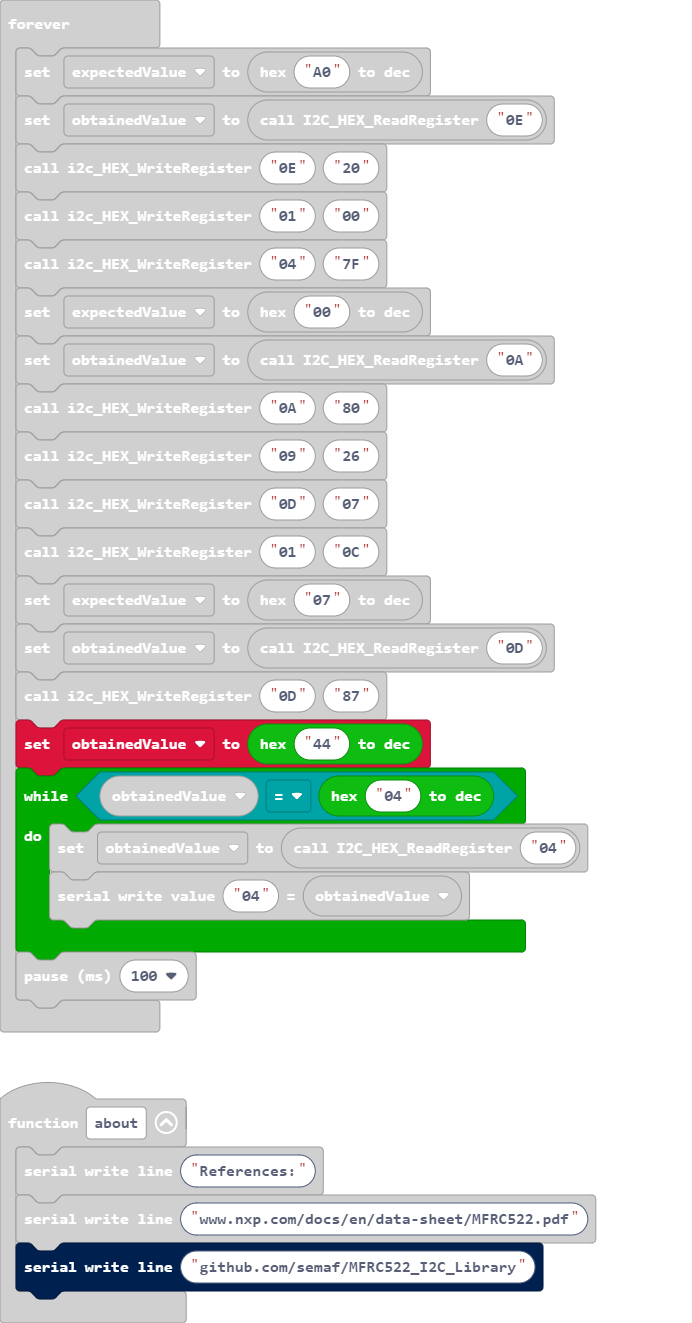 forever
set expectedValue to hex "A0" to dec
set obtainedValue to call I2C_HEX_ReadRegister "0E"
call i2c_HEX_WriteRegister "0E" "20"
call i2c_HEX_WriteRegister "01" "00"
call i2c_HEX_WriteRegister "04" "7F"
set expectedValue to hex "00" to dec
set obtainedValue to call I2C_HEX_ReadRegister "0A"
call i2c_HEX_WriteRegister "0A" "80"
call i2c_HEX_WriteRegister "09" "26"
call i2c_HEX_WriteRegister "0D" "07"
call i2c_HEX_WriteRegister "01" "0C"
set expectedValue to hex "07" to dec
set obtainedValue to call I2C_HEX_ReadRegister "0D"
call i2c_HEX_WriteRegister "0D" "87"
set obtainedValue to hex "44" to dec
while obtainedValue = hex "04" to dec
do
set obtainedValue to call I2C_HEX_ReadRegister "04"
serial write value "04" = obtainedValue
pause (ms) 100
function about
serial write line "References:"
serial write line "www.nxp.com/docs/en/data-sheet/MFRC522.pdf"
serial write line "github.com/semaf/MFRC522_I2C_Library"